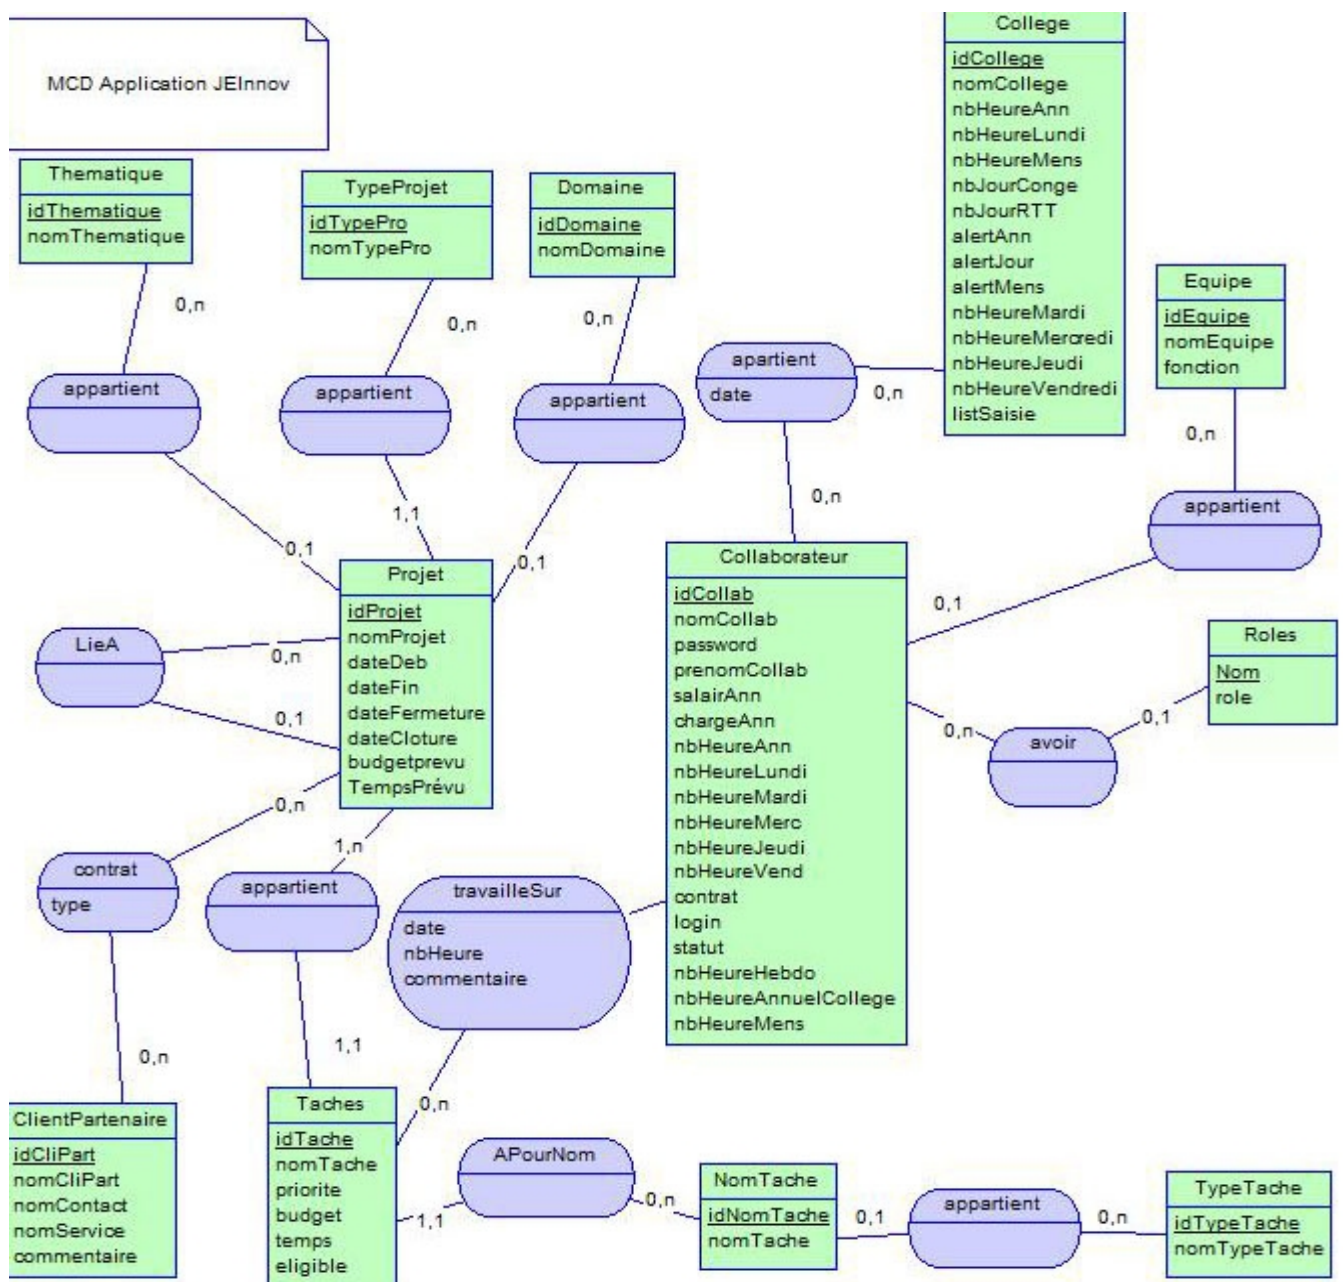 MCD Application JEInnov
College
idCollege
nomCollege
nbHeureAnn
nbHeureLundi
nbHeureMens
nbJourConge
nbJourRTT
alertAnn
alertJour
alertMens
nbHeureMardi
nbHeureMercredi
nbHeureJeudi
nbHeureVendredi
listSaisie
Thematique
idThematique
nomThematique
TypeProjet
idTypePro
nomTypePro
Domaine
idDomaine
nomDomaine
Equipe
idEquipe
nomEquipe
fonction
0,n
0,n
0,n
apartient
date
0,n
0,n
appartient
appartient
appartient
0,n
appartient
0,1
1,1
0,1
0,1
Projet
idProjet
nomProjet
dateDeb
dateFin
dateFermeture
dateCloture
budgetprevu
TempsPrévu
LieA
0,n
0,1
Collaborateur
idCollab
nomCollab
password
prenomCollab
salairAnn
chargeAnn
nbHeureAnn
nbHeureLundi
nbHeureMardi
nbHeureMerc
nbHeureJeudi
nbHeureVend
contrat
login
statut
nbHeureHebdo
nbHeureAnnuelCollege
nbHeureMens
Roles
Nom
role
0,n
avoir
0,1
0,n
contrat
type
0,n
1,n
appartient
1,1
travailleSur
date
nbHeure
commentaire
0,n
ClientPartenaire
idCliPart
nomCliPart
nomContact
nomService
commentaire
Taches
idTache
nomTache
priorite
budget
temps
eligible
1,1
APourNom
0,n
NomTache
idNomTache
nomTache
0,1
appartient
0,n
TypeTache
idTypeTache
nomTypeTache